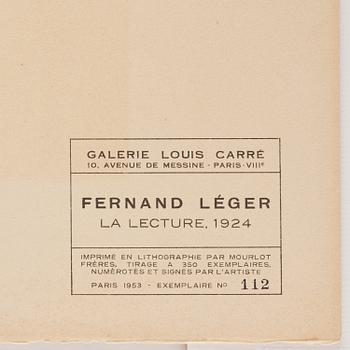 GALERIE LOUIS CARRÉ
10, AVENUE DE MESSINE - PARIS-VIIIe
FERNAND LÉGER
LA LECTURE, 1924
IMPRIMÉ EN LITHOGRAPHIE PAR MOURLOT
FRÈRES, TIRAGE A 350 EXEMPLAIRES,
NUMÉROTÉS ET SIGNÉS PAR L'ARTISTE
PARIS 1953 - EXEMPLAIRE No 112